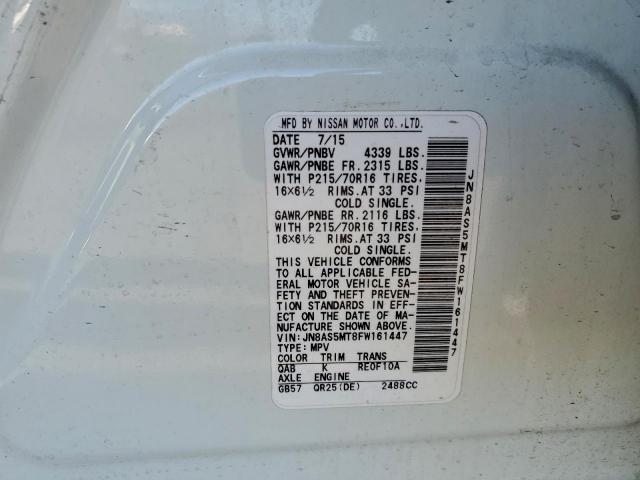 MFD BY NISSAN MOTOR CO.,LTD.
DATE 7/15
GVWR/PNBV 4339 LBS.
GAWR/PNBE FR. 2315 LBS.
WITH P215/70R16 TIRES.
16X6½ RIMS. AT 33 PSI
COLD SINGLE.
GAWR/PNBE RR. 2116 LBS.
WITH P215/70R16 TIRES.
16X6½ RIMS. AT 33 PSI
COLD SINGLE.
THIS VEHICLE CONFORMS
TO ALL APPLICABLE FED-
ERAL MOTOR VEHICLE SA-
FETY AND THEFT PREVEN-
TION STANDARDS IN EFF-
ECT ON THE DATE OF MA-
NUFACTURE SHOWN ABOVE.
VIN: JN8AS5MT8FW161447
TYPE: MPV
COLOR TRIM TRANS
QAB K RE0F10A
AXLE ENGINE
GB57 QR25(DE) 2488CC
JN8AS5MT8FW161447